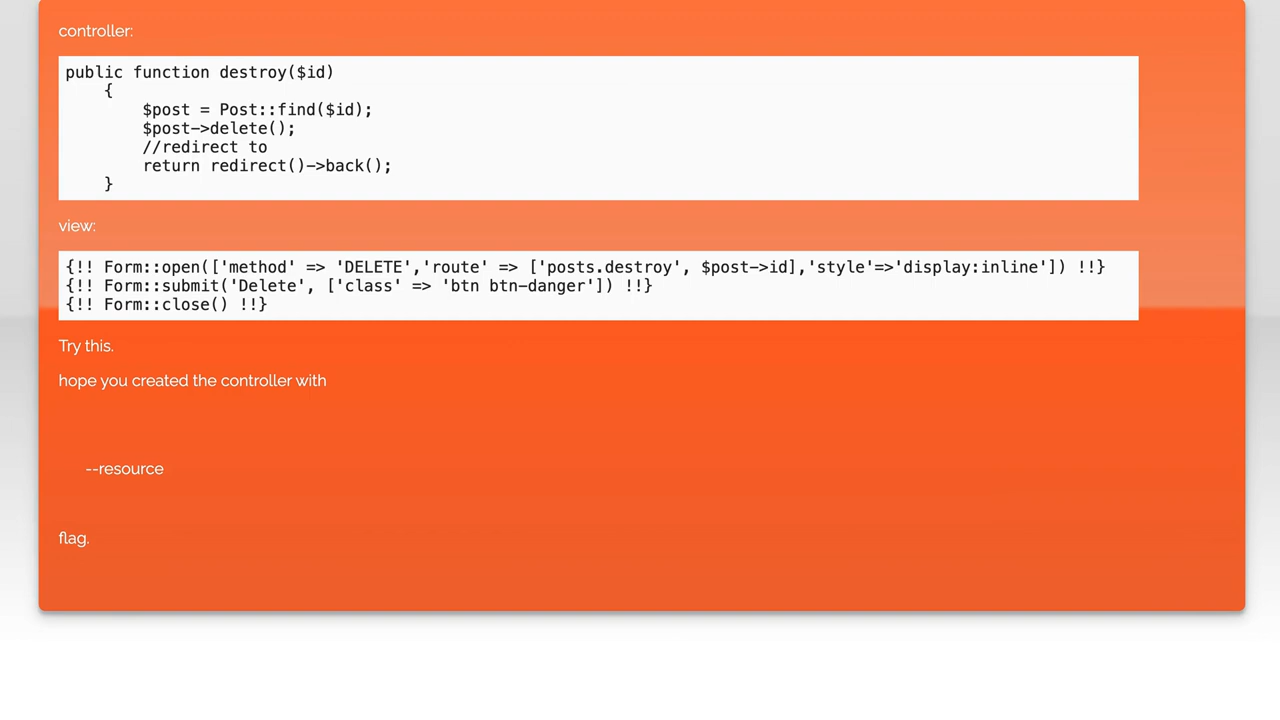 controller:
public function destroy($id)
    {
        $post = Post::find($id);
        $post->delete();
        //redirect to
        return redirect()->back();
    }
view:
{!! Form::open(['method' => 'DELETE','route' => ['posts.destroy', $post->id],'style'=>'display:inline']) !!}
{!! Form::submit('Delete', ['class' => 'btn btn-danger']) !!}
{!! Form::close() !!}
Try this.
hope you created the controller with
--resource
flag.